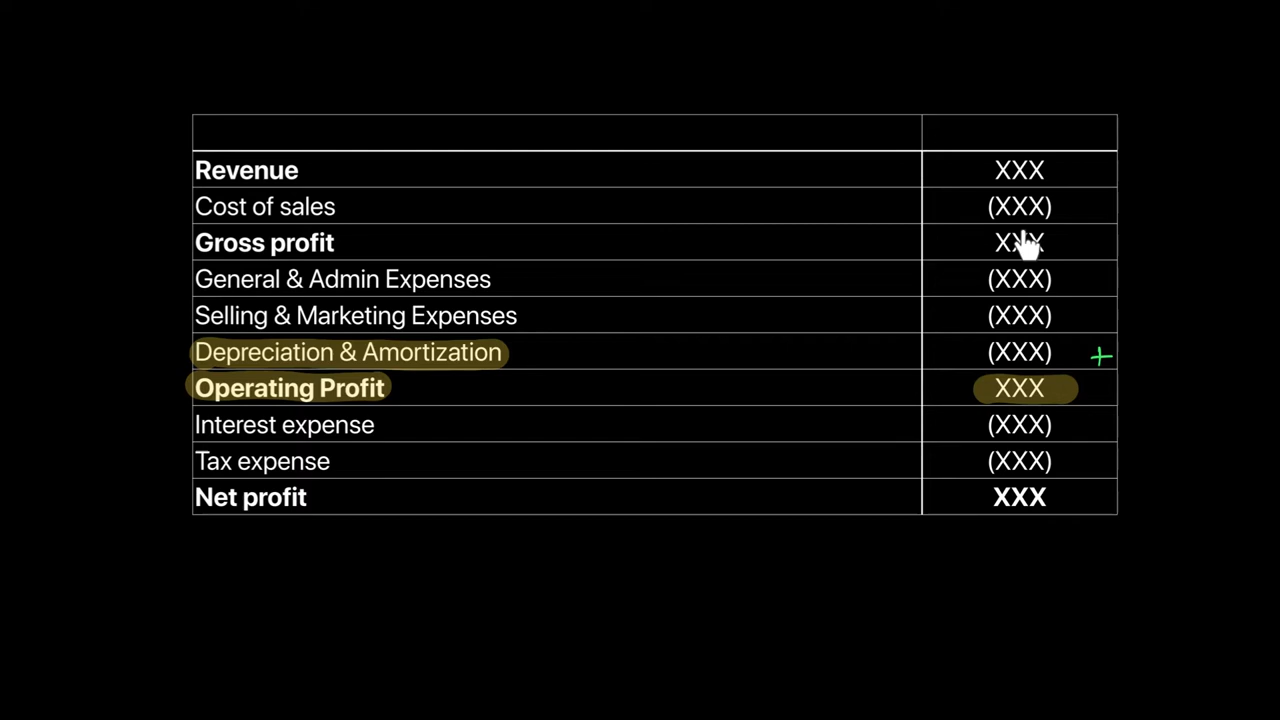 Revenue XXX
Cost of sales (XXX)
Gross profit XXX
General & Admin Expenses (XXX)
Selling & Marketing Expenses (XXX)
Depreciation & Amortization (XXX) +
Operating Profit XXX
Interest expense (XXX)
Tax expense (XXX)
Net profit XXX